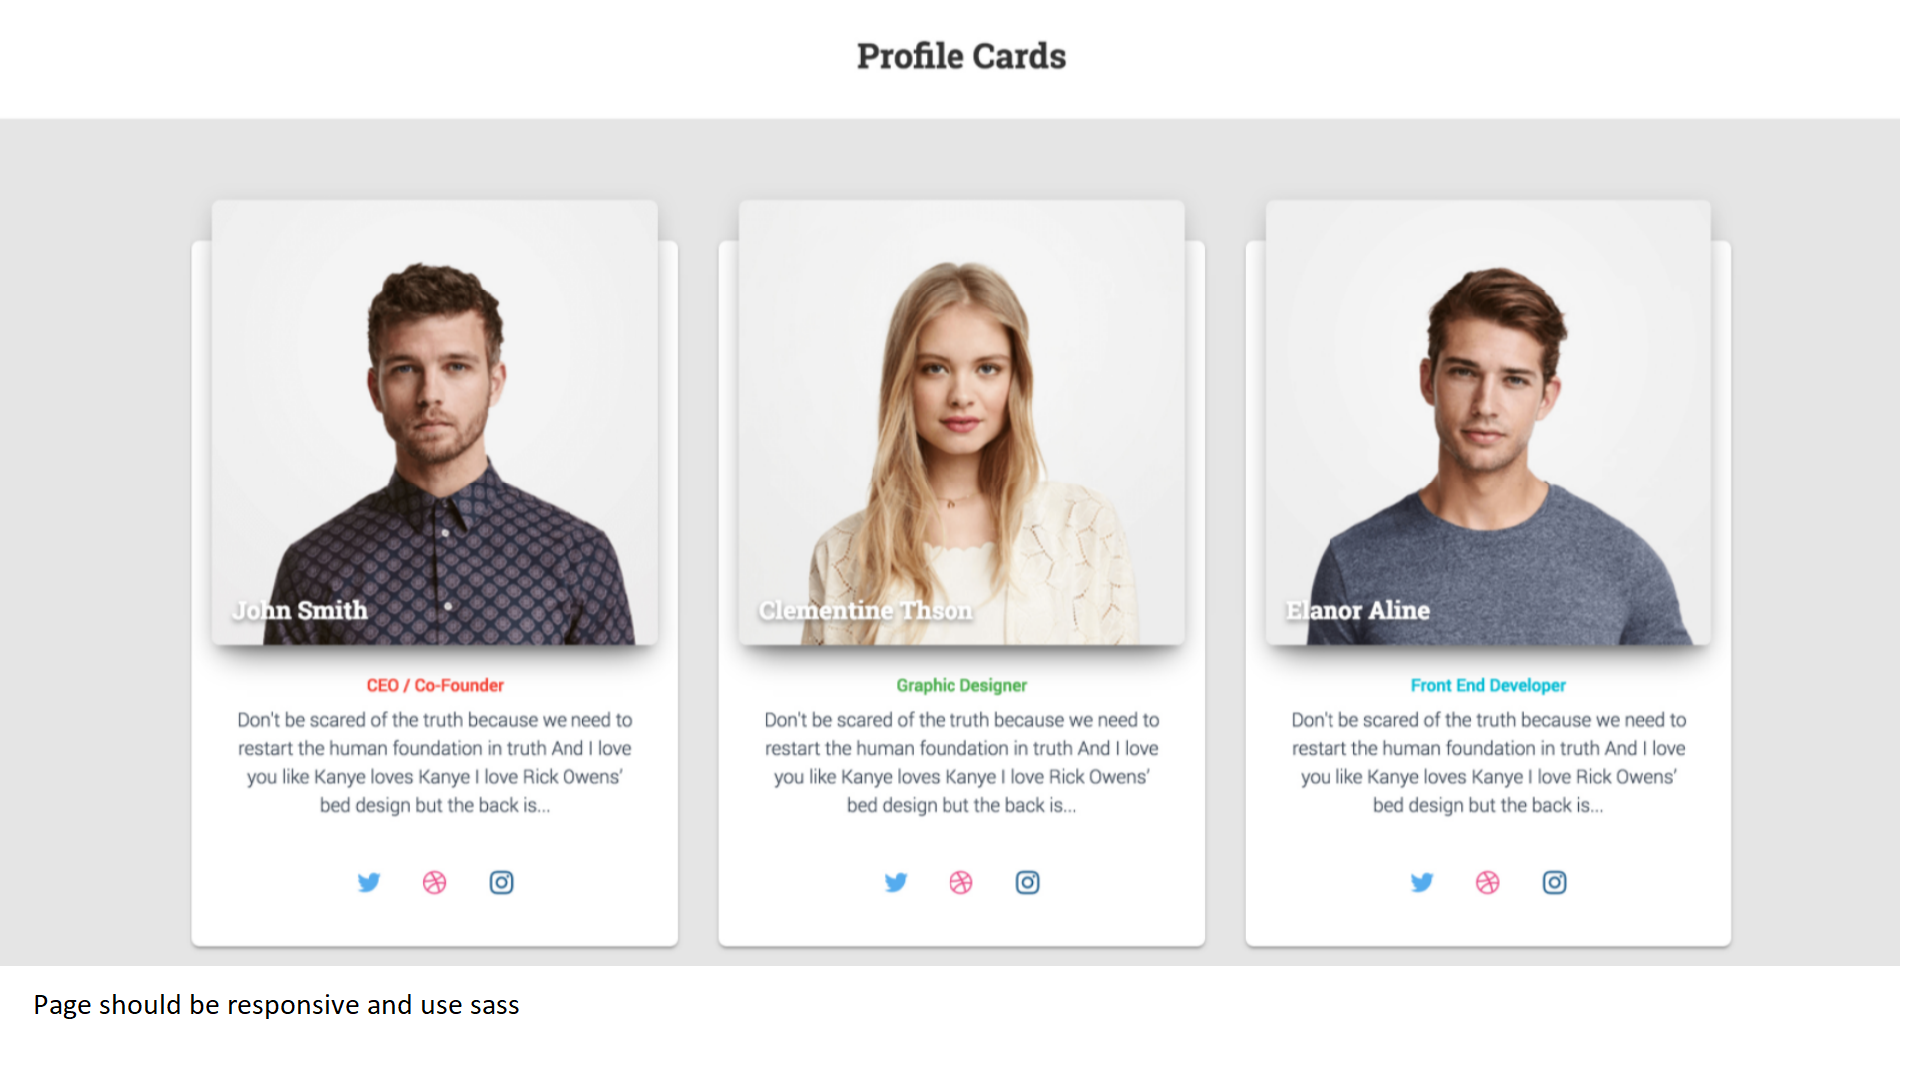 Profile Cards
John Smith
CEO / Co-Founder
Don't be scared of the truth because we need to
restart the human foundation in truth And I love
you like Kanye loves Kanye I love Rick Owens’
bed design but the back is...
Clementine Thson
Graphic Designer
Don't be scared of the truth because we need to
restart the human foundation in truth And I love
you like Kanye loves Kanye I love Rick Owens’
bed design but the back is...
Elanor Aline
Front End Developer
Don't be scared of the truth because we need to
restart the human foundation in truth And I love
you like Kanye loves Kanye I love Rick Owens’
bed design but the back is...
Page should be responsive and use sass